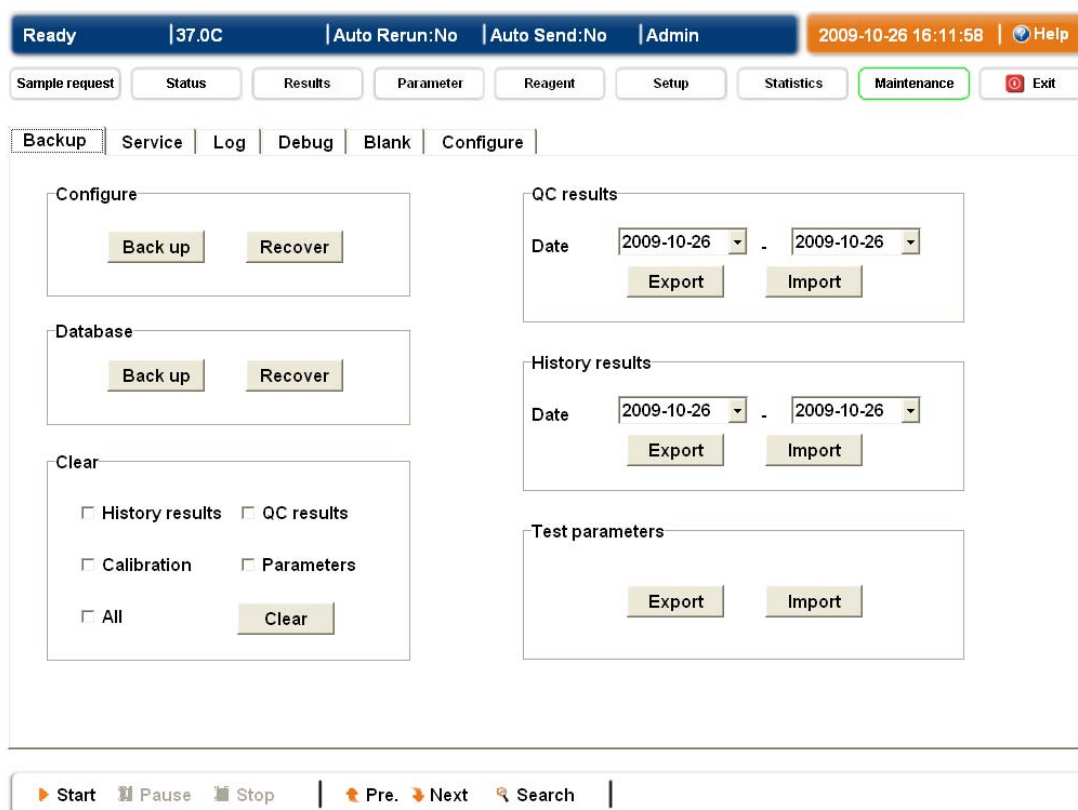 Ready |37.0C |Auto Rerun:No |Auto Send:No |Admin 2009-10-26 16:11:58 | Help
Sample request Status Results Parameter Reagent Setup Statistics Maintenance Exit
Backup Service Log Debug Blank Configure
Configure
Back up Recover
Database
Back up Recover
Clear
History results QC results
Calibration Parameters
All Clear
QC results
Date 2009-10-26 - 2009-10-26
Export Import
History results
Date 2009-10-26 - 2009-10-26
Export Import
Test parameters
Export Import
Start Pause Stop | Pre. Next Search |